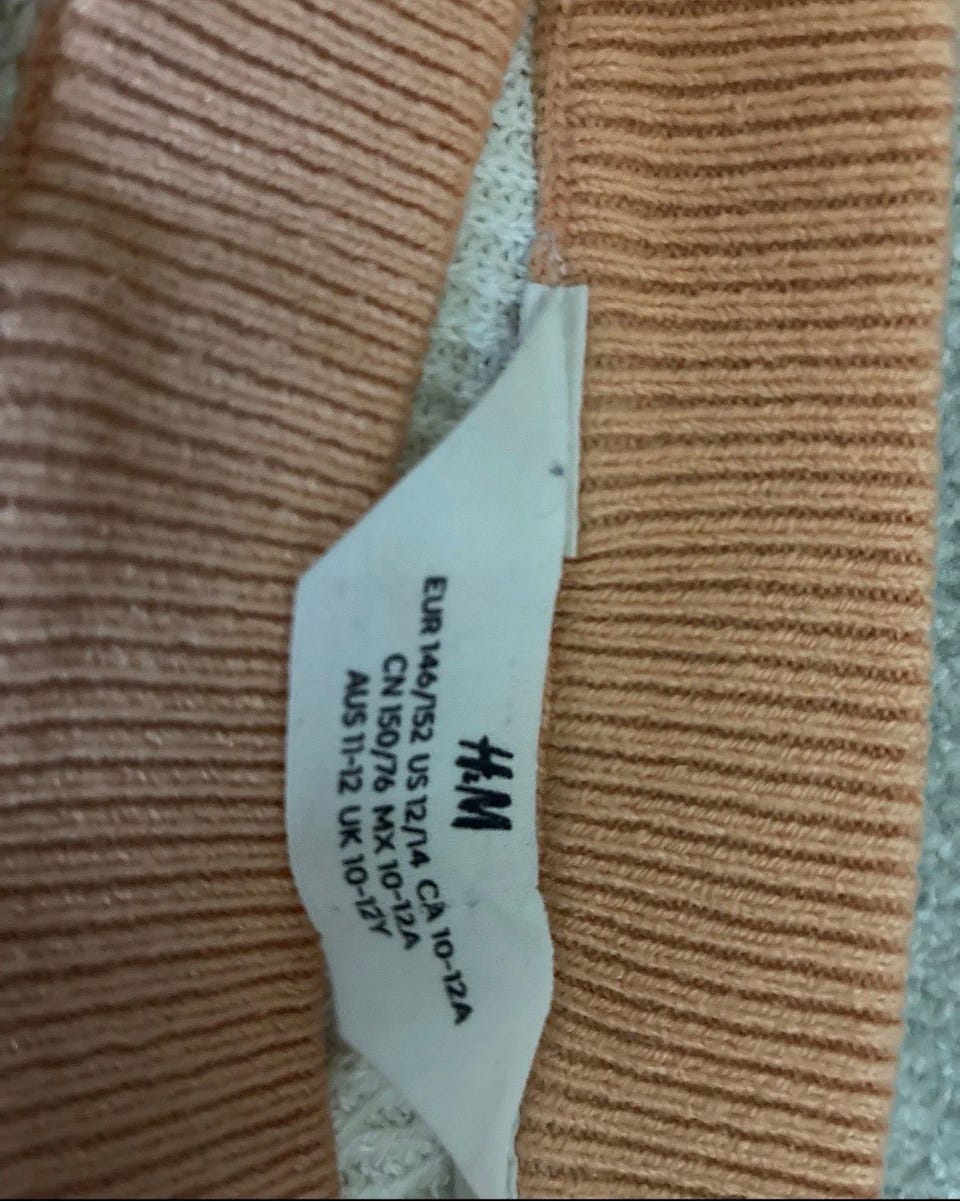 H&M
EUR 146/152 US 12/14 CA 10-12A
CN 150/76 MX 10-12A
AUS 11-12 UK 10-12Y